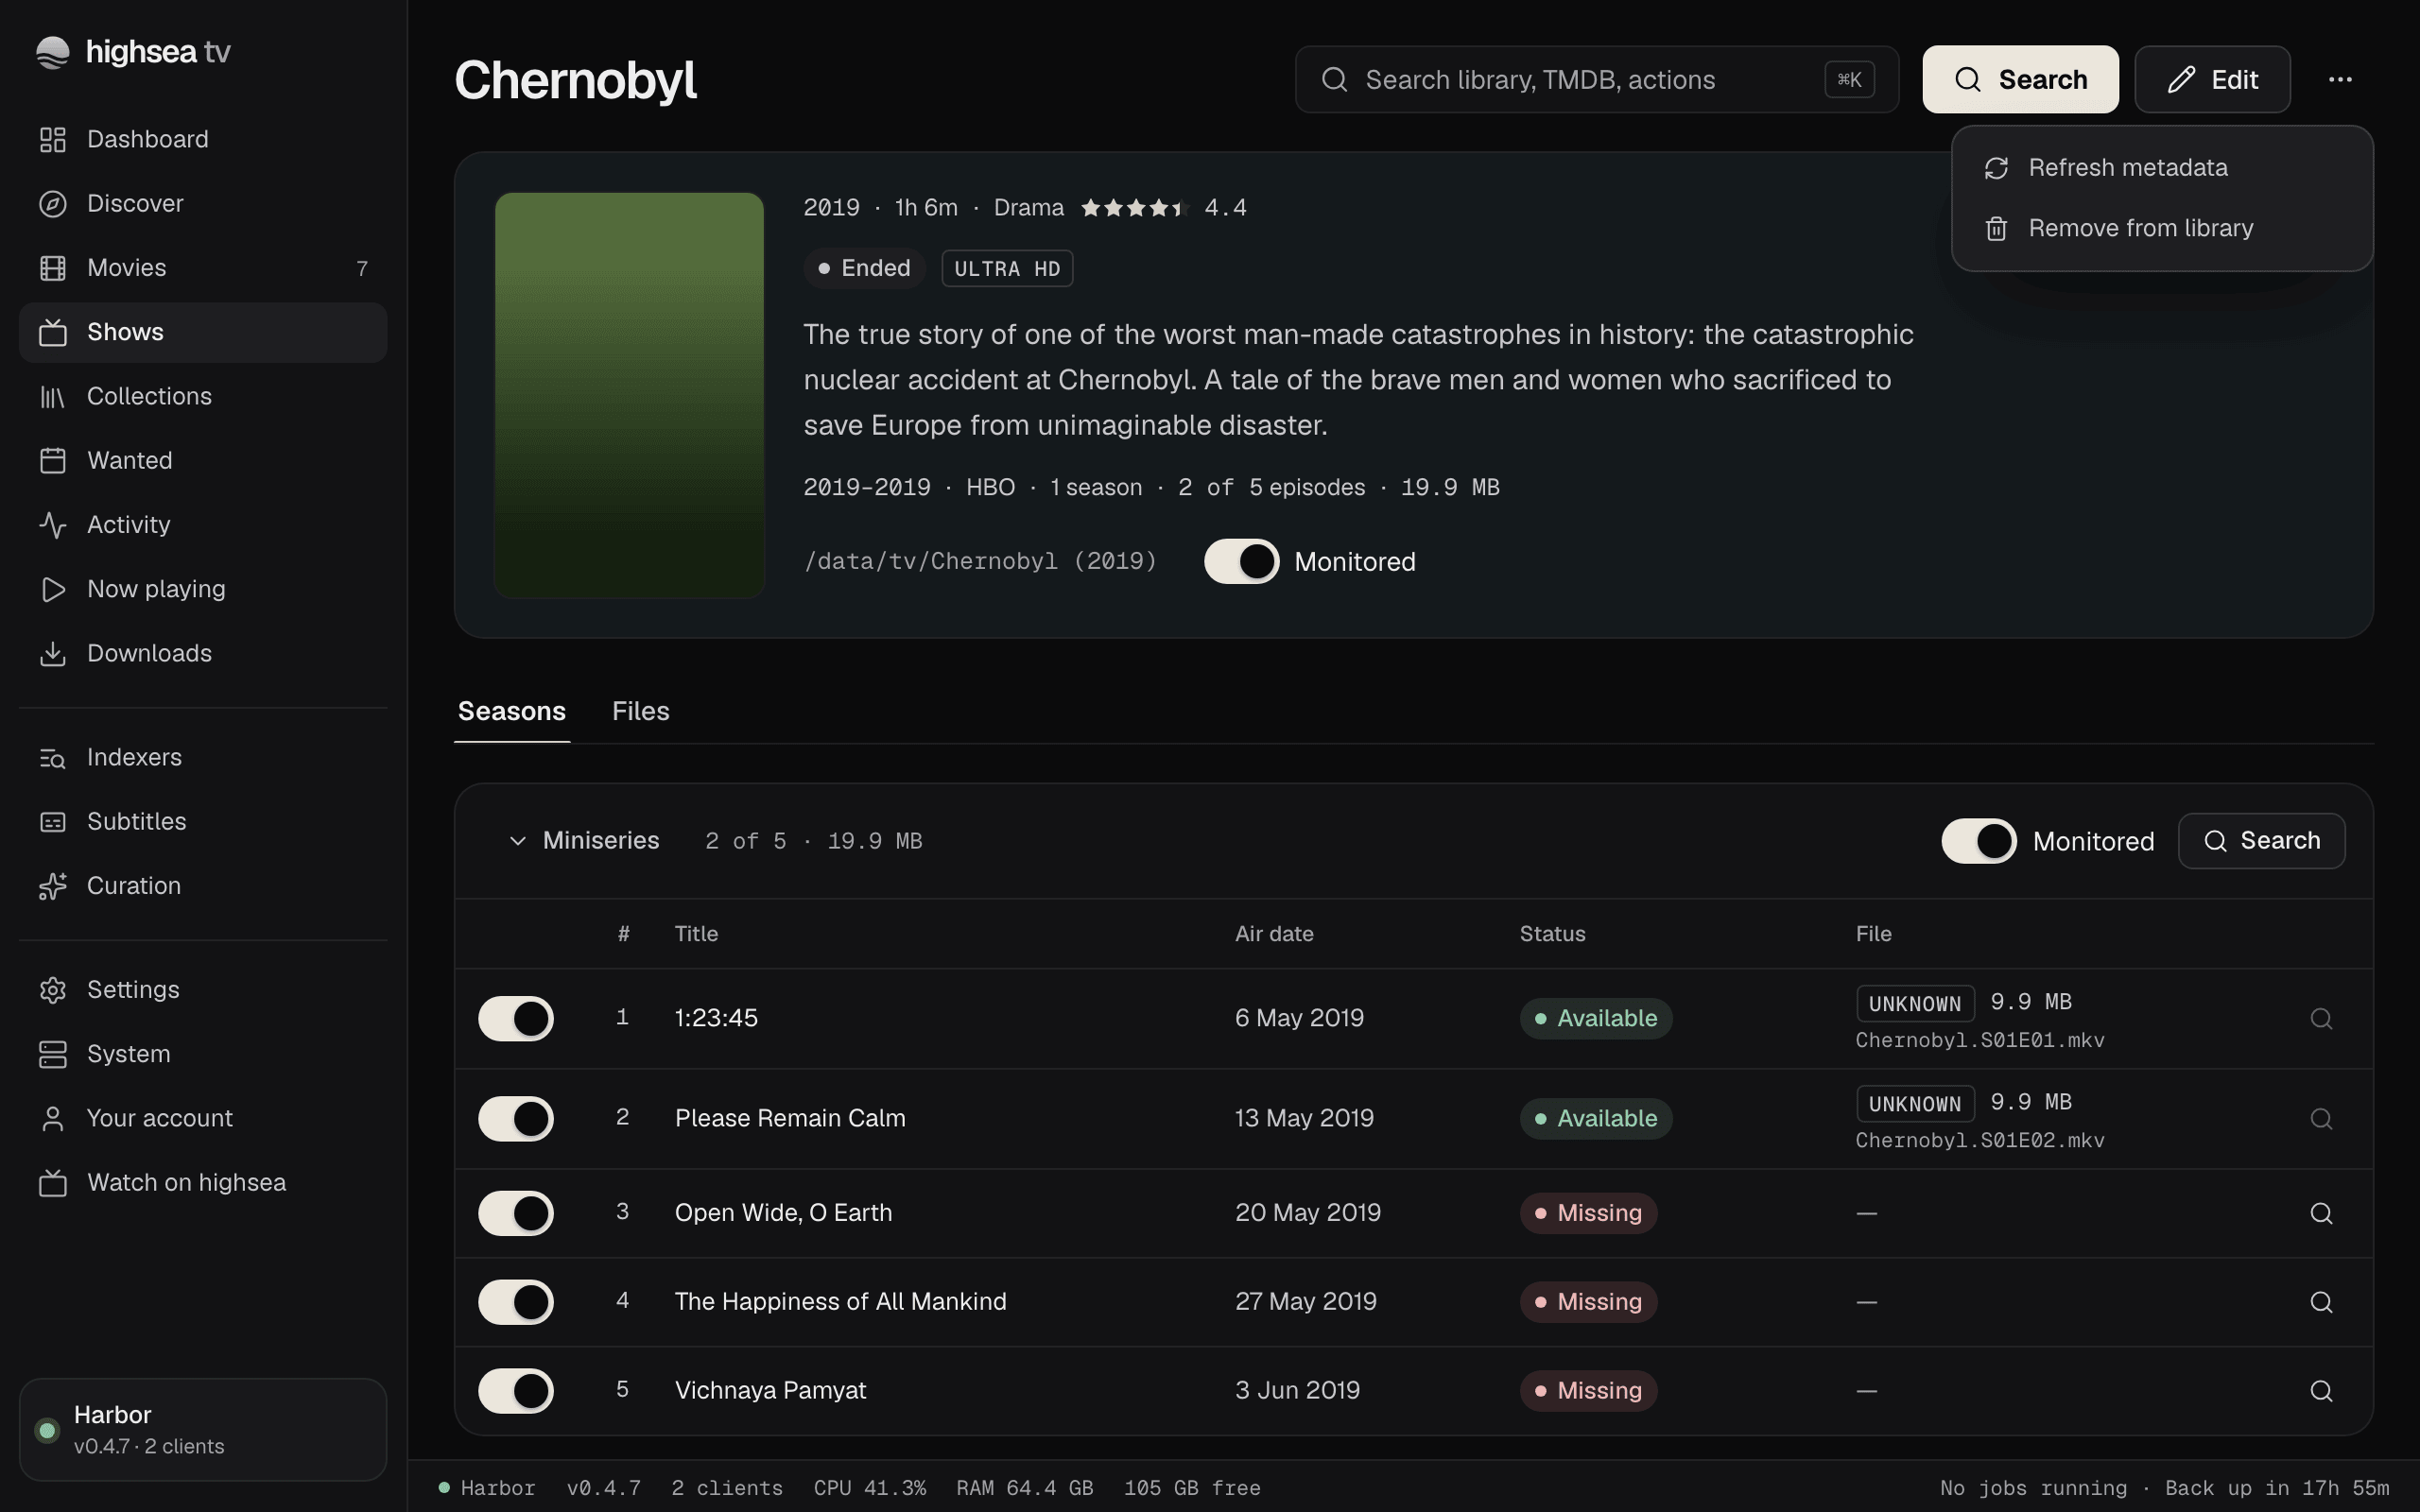 highsea tv
Dashboard
Discover
Movies 7
Shows
Collections
Wanted
Activity
Now playing
Downloads
Indexers
Subtitles
Curation
Settings
System
Your account
Watch on highsea
Harbor
v0.4.7 · 2 clients
Chernobyl
Search library, TMDB, actions ⌘K
Search
Edit
Refresh metadata
Remove from library
2019 · 1h 6m · Drama 4.4
Ended ULTRA HD
The true story of one of the worst man-made catastrophes in history: the catastrophic
nuclear accident at Chernobyl. A tale of the brave men and women who sacrificed to
save Europe from unimaginable disaster.
2019-2019 · HBO · 1 season · 2 of 5 episodes · 19.9 MB
/data/tv/Chernobyl (2019) Monitored
Seasons Files
Miniseries 2 of 5 · 19.9 MB Monitored Search
# Title Air date Status File
1 1:23:45 6 May 2019 Available UNKNOWN 9.9 MB
Chernobyl.S01E01.mkv
2 Please Remain Calm 13 May 2019 Available UNKNOWN 9.9 MB
Chernobyl.S01E02.mkv
3 Open Wide, O Earth 20 May 2019 Missing —
4 The Happiness of All Mankind 27 May 2019 Missing —
5 Vichnaya Pamyat 3 Jun 2019 Missing —
Harbor v0.4.7 2 clients CPU 41.3% RAM 64.4 GB 105 GB free No jobs running · Back up in 17h 55m